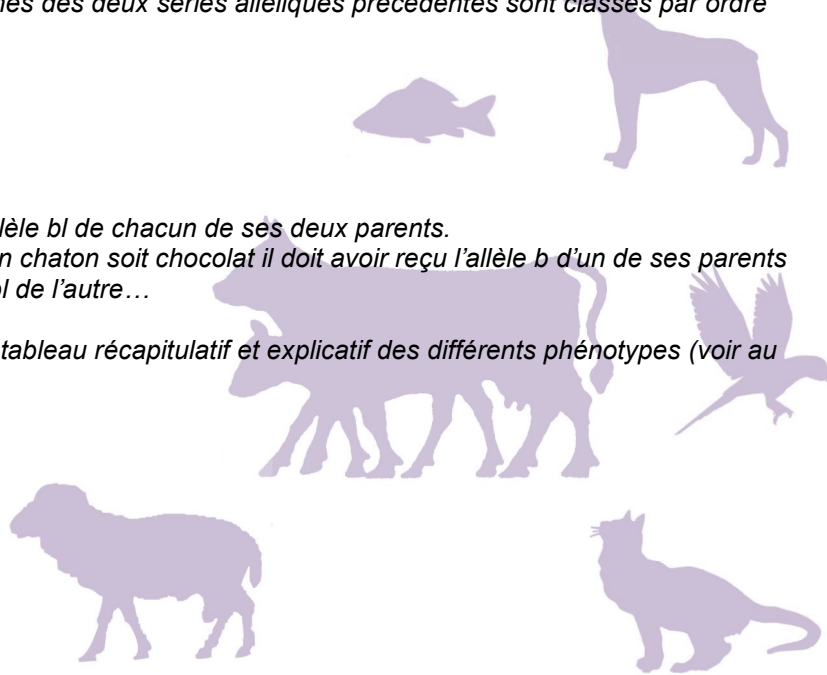 nes des deux séries alléliques précédentes sont classés par ordre
lèle bl de chacun de ses deux parents.
n chaton soit chocolat il doit avoir reçu l'allèle b d'un de ses parents
ol de l'autre…
tableau récapitulatif et explicatif des différents phénotypes (voir au